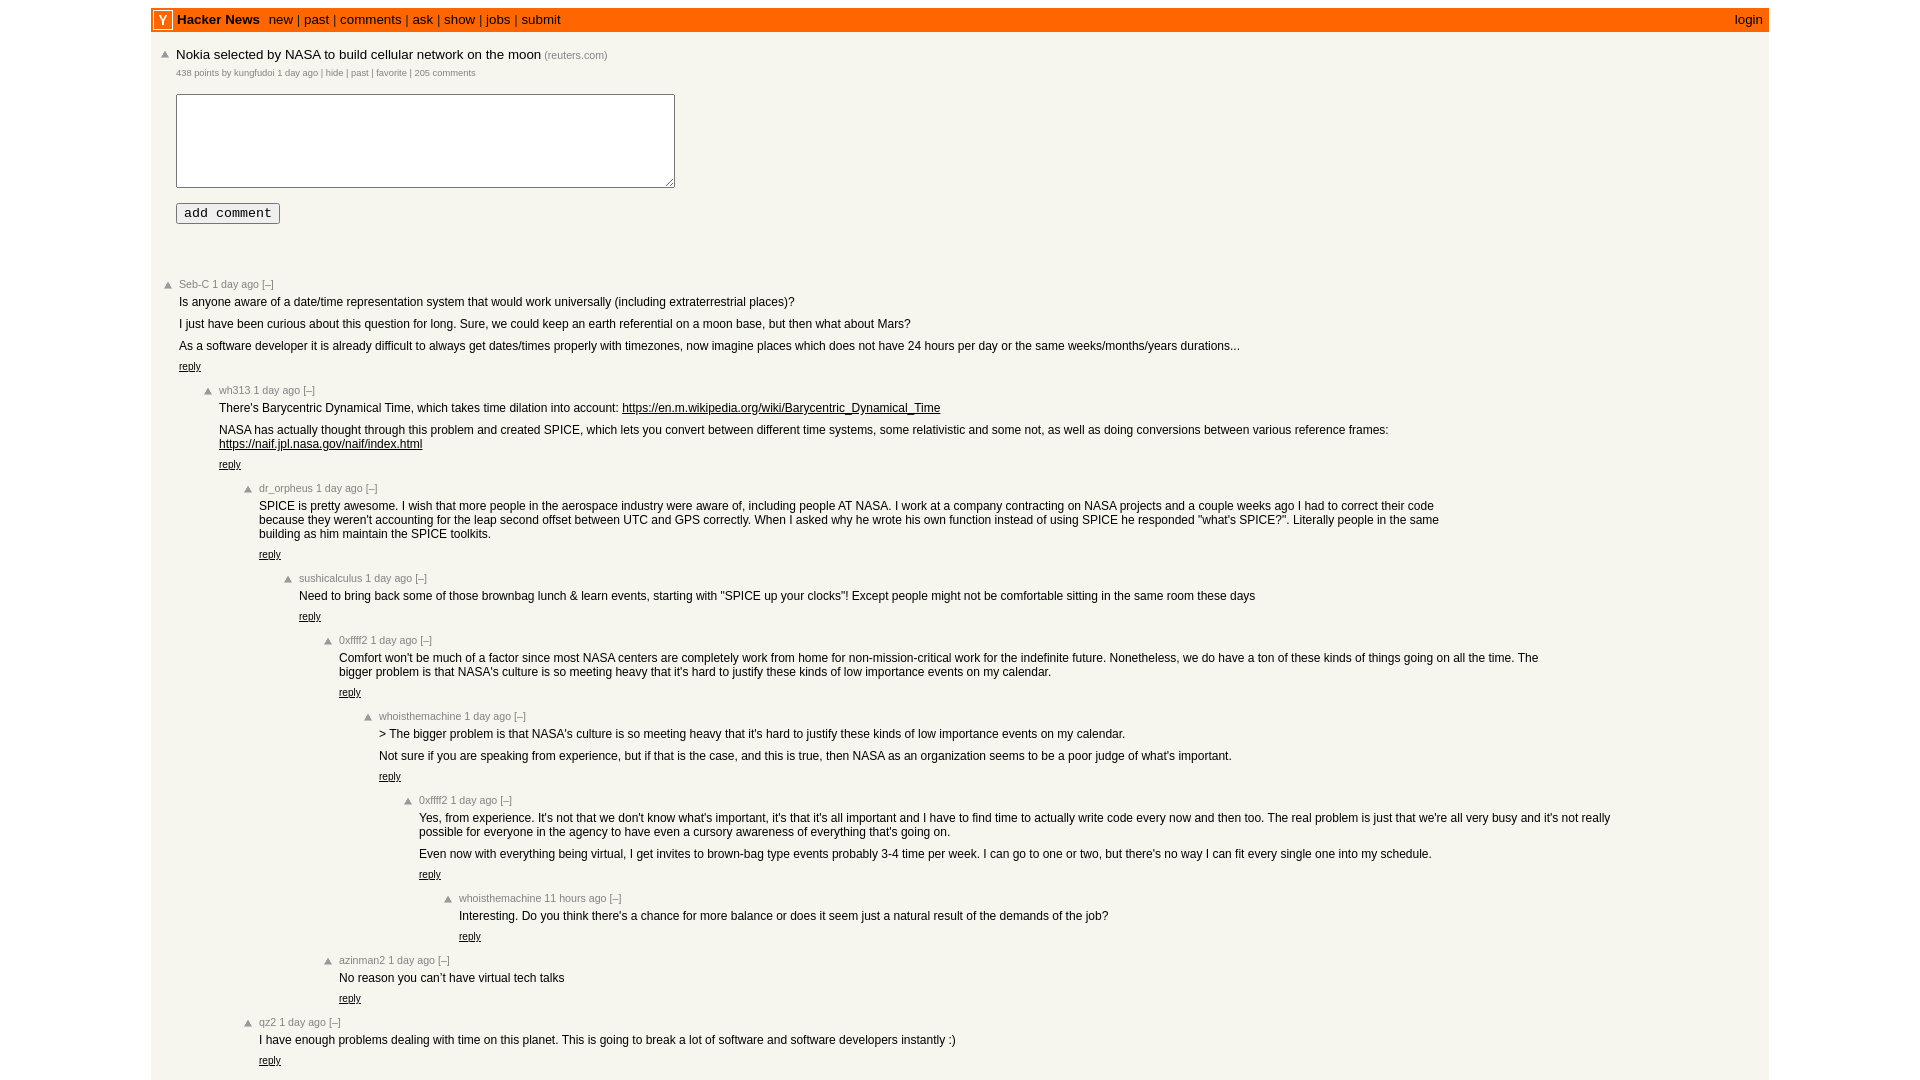 Y Hacker News new | past | comments | ask | show | jobs | submit login
Nokia selected by NASA to build cellular network on the moon (reuters.com)
438 points by kungfudoi 1 day ago | hide | past | favorite | 205 comments
add comment
Seb-C 1 day ago [–]
Is anyone aware of a date/time representation system that would work universally (including extraterrestrial places)?
I just have been curious about this question for long. Sure, we could keep an earth referential on a moon base, but then what about Mars?
As a software developer it is already difficult to always get dates/times properly with timezones, now imagine places which does not have 24 hours per day or the same weeks/months/years durations...
reply
wh313 1 day ago [–]
There's Barycentric Dynamical Time, which takes time dilation into account: https://en.m.wikipedia.org/wiki/Barycentric_Dynamical_Time
NASA has actually thought through this problem and created SPICE, which lets you convert between different time systems, some relativistic and some not, as well as doing conversions between various reference frames:
https://naif.jpl.nasa.gov/naif/index.html
reply
dr_orpheus 1 day ago [–]
SPICE is pretty awesome. I wish that more people in the aerospace industry were aware of, including people AT NASA. I work at a company contracting on NASA projects and a couple weeks ago I had to correct their code
because they weren't accounting for the leap second offset between UTC and GPS correctly. When I asked why he wrote his own function instead of using SPICE he responded "what's SPICE?". Literally people in the same
building as him maintain the SPICE toolkits.
reply
sushicalculus 1 day ago [–]
Need to bring back some of those brownbag lunch & learn events, starting with "SPICE up your clocks"! Except people might not be comfortable sitting in the same room these days
reply
0xffff2 1 day ago [–]
Comfort won't be much of a factor since most NASA centers are completely work from home for non-mission-critical work for the indefinite future. Nonetheless, we do have a ton of these kinds of things going on all the time. The
bigger problem is that NASA's culture is so meeting heavy that it's hard to justify these kinds of low importance events on my calendar.
reply
whoisthemachine 1 day ago [–]
> The bigger problem is that NASA's culture is so meeting heavy that it's hard to justify these kinds of low importance events on my calendar.
Not sure if you are speaking from experience, but if that is the case, and this is true, then NASA as an organization seems to be a poor judge of what's important.
reply
0xffff2 1 day ago [–]
Yes, from experience. It's not that we don't know what's important, it's that it's all important and I have to find time to actually write code every now and then too. The real problem is just that we're all very busy and it's not really
possible for everyone in the agency to have even a cursory awareness of everything that's going on.
Even now with everything being virtual, I get invites to brown-bag type events probably 3-4 time per week. I can go to one or two, but there's no way I can fit every single one into my schedule.
reply
whoisthemachine 11 hours ago [–]
Interesting. Do you think there's a chance for more balance or does it seem just a natural result of the demands of the job?
reply
azinman2 1 day ago [–]
No reason you can’t have virtual tech talks
reply
qz2 1 day ago [–]
I have enough problems dealing with time on this planet. This is going to break a lot of software and software developers instantly :)
reply